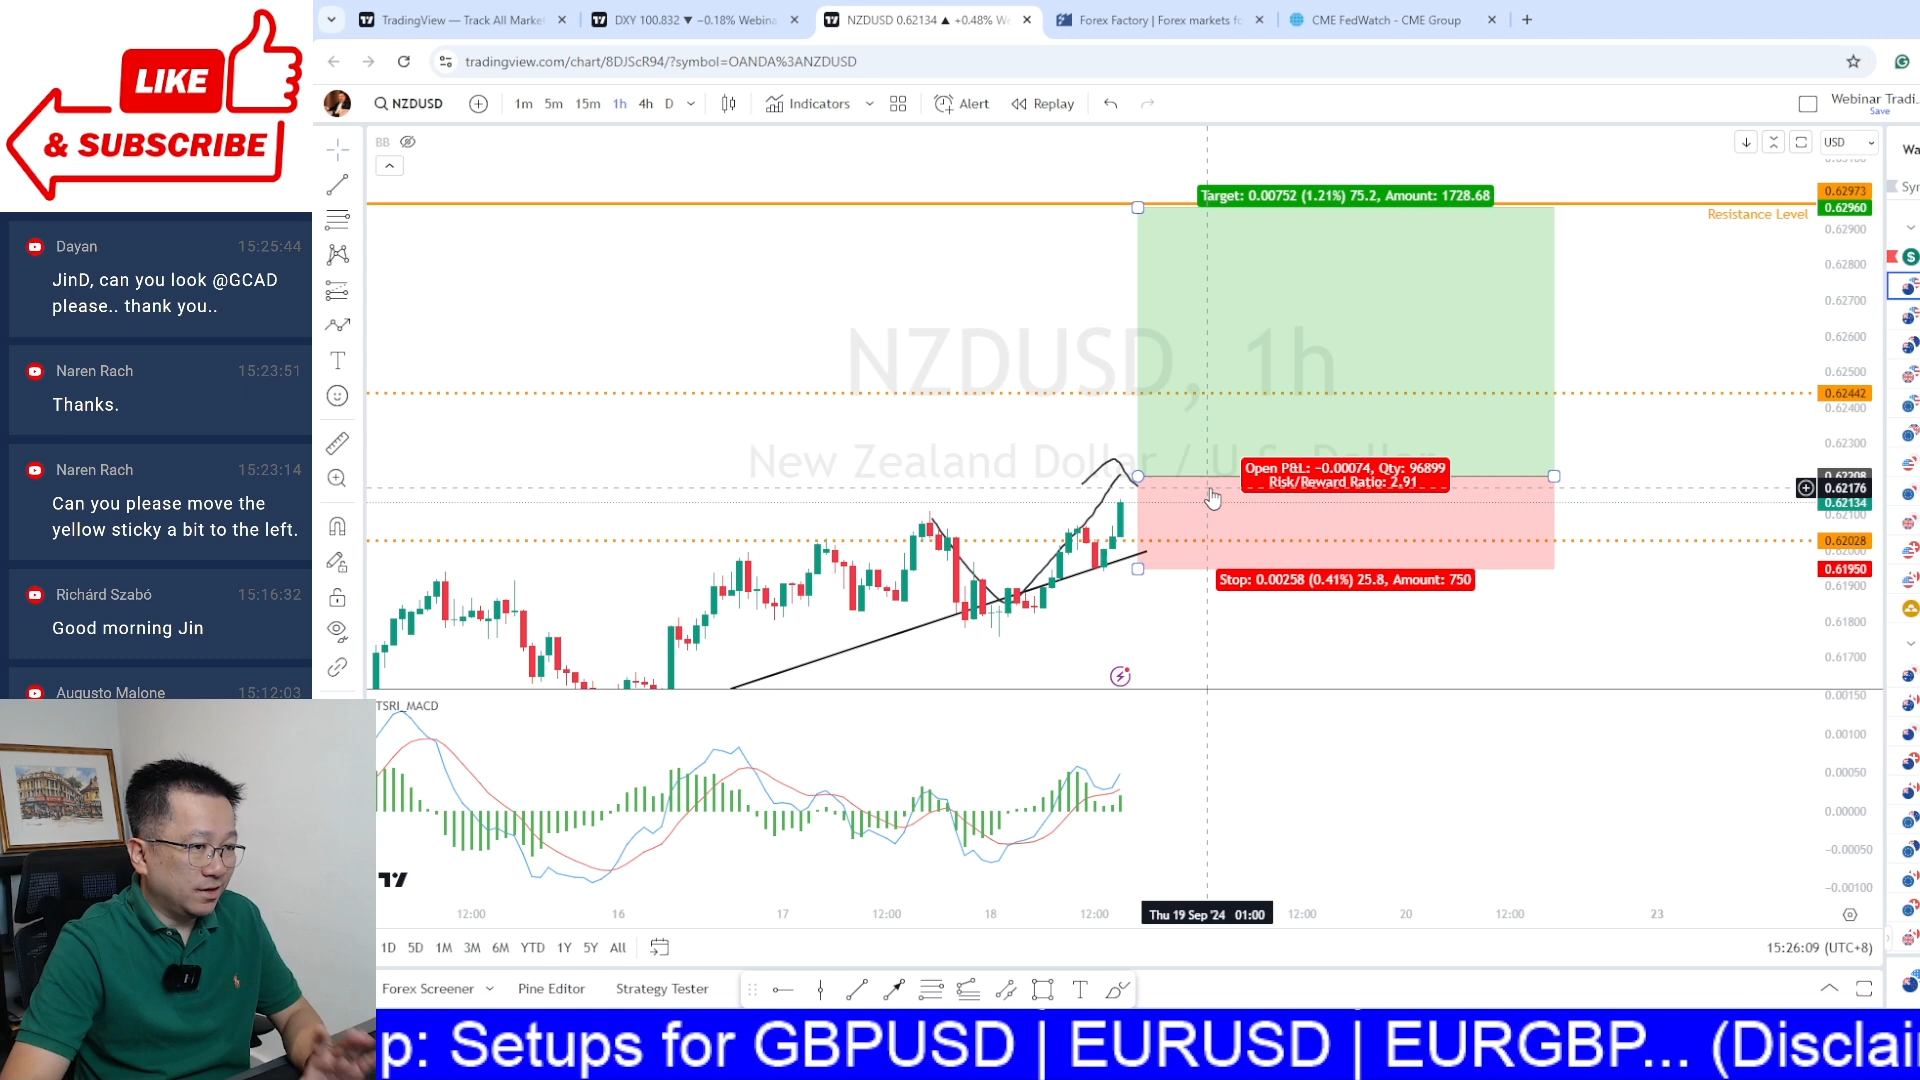 LIKE
& SUBSCRIBE
Dayan 15:25:44
JinD, can you look @GCAD
please.. thank you..
Naren Rach 15:23:51
Thanks.
Naren Rach 15:23:14
Can you please move the
yellow sticky a bit to the left.
Richárd Szabó 15:16:32
Good morning Jin
Augusto Malone 15:12:03
TradingView — Track All Marke
DXY 100.832 ▼ −0.18% Webina
NZDUSD 0.62134 ▲ +0.48% We
Forex Factory | Forex markets fo
CME FedWatch - CME Group
tradingview.com/chart/8DJScR94/?symbol=OANDA%3ANZDUSD
NZDUSD
1m 5m 15m 1h 4h D
Indicators
Alert
Replay
Webinar Tradi...
Save
BB
USD
Wa
Syn
NZDUSD, 1h
New Zealand Dollar / U.S. Dollar
Target: 0.00752 (1.21%) 75.2, Amount: 1728.68
Resistance Level
Open P&L: −0.00074, Qty: 96899
Risk/Reward Ratio: 2.91
Stop: 0.00258 (0.41%) 25.8, Amount: 750
0.62973
0.62960
0.62900
0.62800
0.62700
0.62600
0.62500
0.62442
0.62400
0.62300
0.62208
0.62176
0.62134
0.62100
0.62028
0.62000
0.61950
0.61900
0.61800
0.61700
0.00150
0.00100
0.00050
0.00000
−0.00050
−0.00100
TSRI_MACD
12:00 16 17 12:00 18 12:00 Thu 19 Sep '24 01:00 12:00 20 12:00 23
1D 5D 1M 3M 6M YTD 1Y 5Y All
15:26:09 (UTC+8)
Forex Screener
Pine Editor
Strategy Tester
p: Setups for GBPUSD | EURUSD | EURGBP... (Disclai